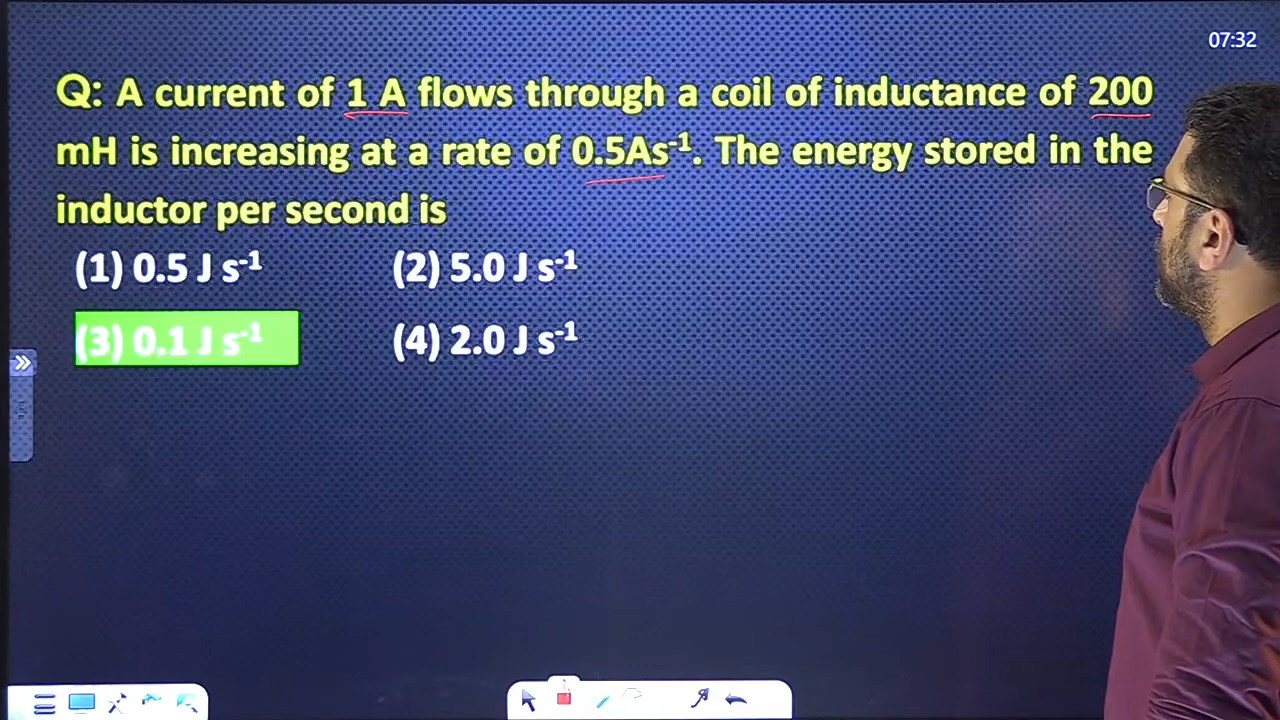 07:32
Q: A current of 1 A flows through a coil of inductance of 200
mH is increasing at a rate of 0.5As⁻¹. The energy stored in the
inductor per second is
(1) 0.5 J s⁻¹ (2) 5.0 J s⁻¹
(3) 0.1 J s⁻¹ (4) 2.0 J s⁻¹